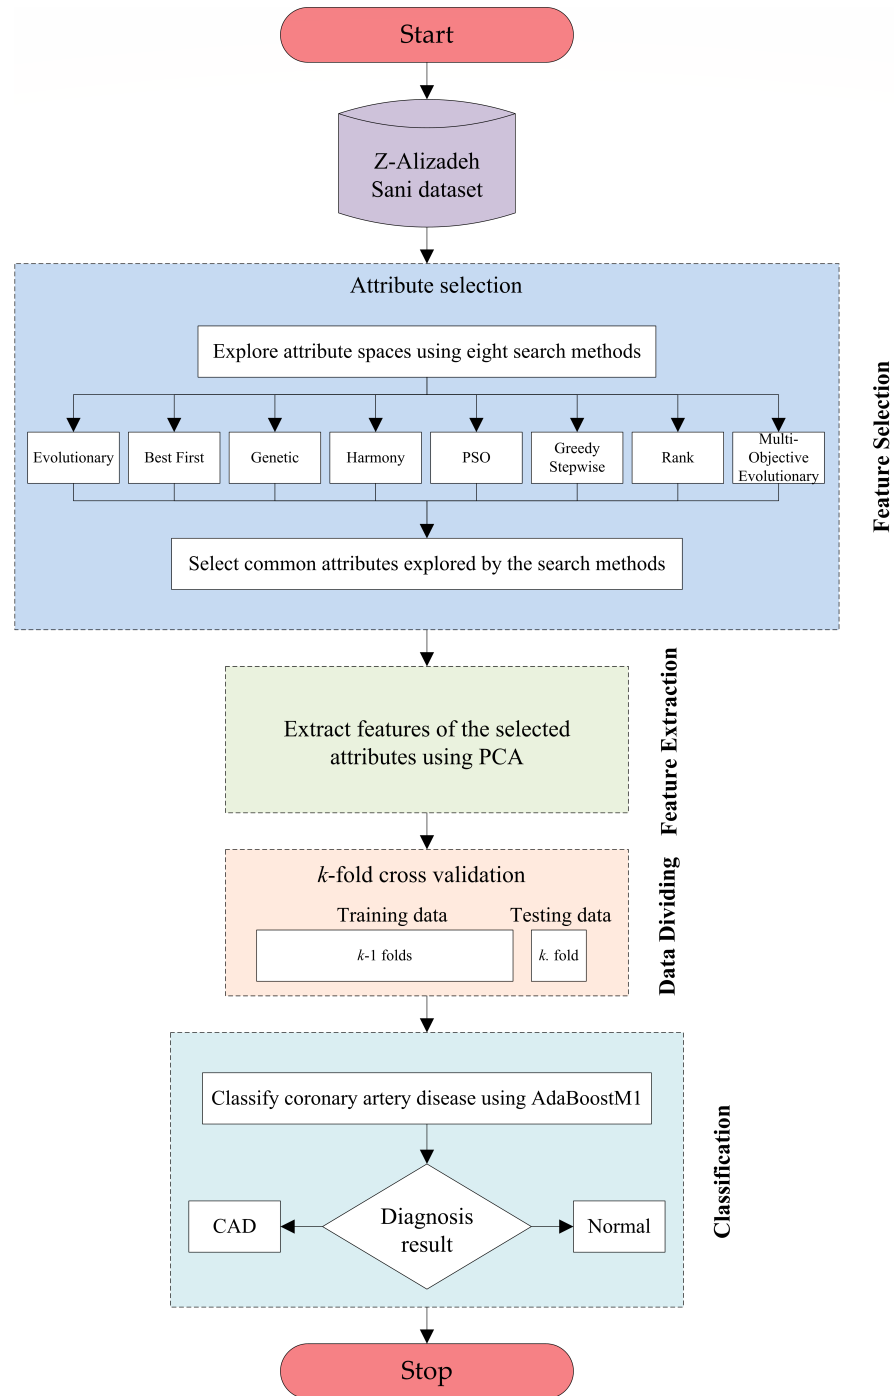 Start
Z-Alizadeh
Sani dataset
Attribute selection
Explore attribute spaces using eight search methods
Evolutionary
Best First
Genetic
Harmony
PSO
Greedy
Stepwise
Rank
Multi-
Objective
Evolutionary
Select common attributes explored by the search methods
Feature Selection
Extract features of the selected
attributes using PCA
Feature Extraction
k-fold cross validation
Training data
Testing data
k-1 folds
k. fold
Data Dividing
Classify coronary artery disease using AdaBoostM1
Diagnosis
result
CAD
Normal
Classification
Stop